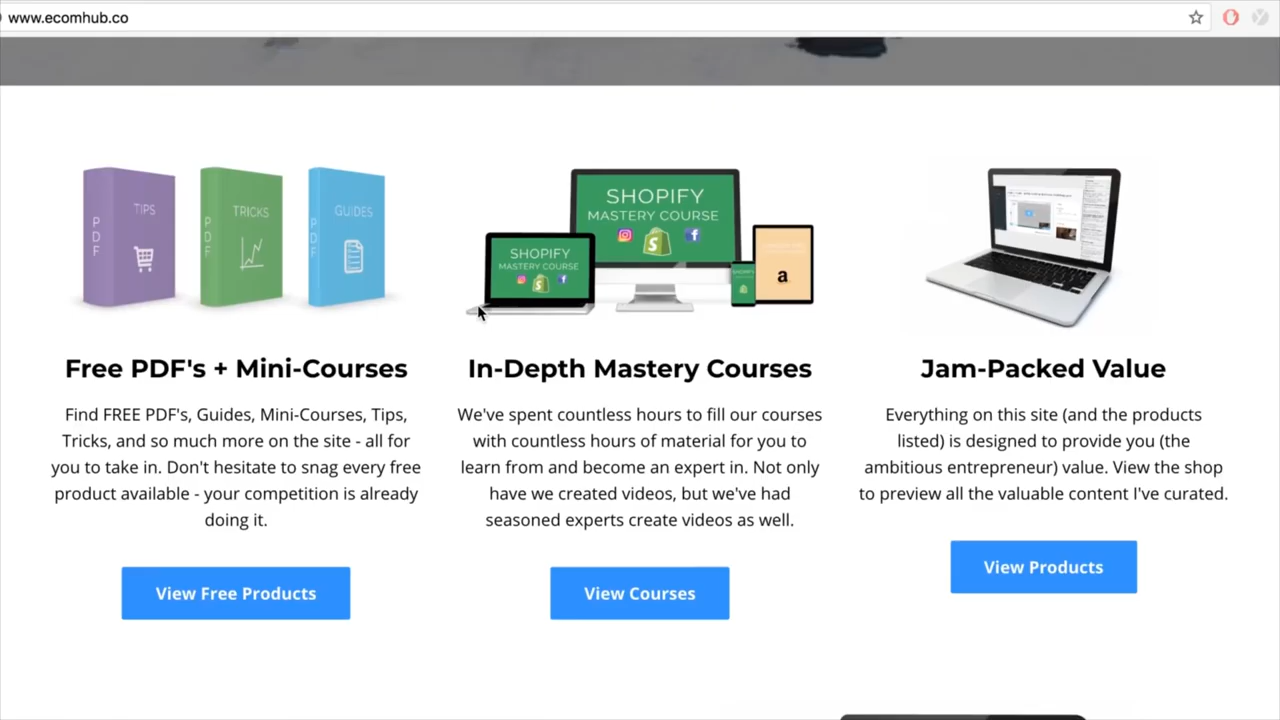 www.ecomhub.co
PDF
TIPS
PDF
TRICKS
PDF
GUIDES
SHOPIFY
MASTERY COURSE
SHOPIFY
MASTERY COURSE
Free PDF's + Mini-Courses
Find FREE PDF's, Guides, Mini-Courses, Tips,
Tricks, and so much more on the site - all for
you to take in. Don't hesitate to snag every free
product available - your competition is already
doing it.
View Free Products
In-Depth Mastery Courses
We've spent countless hours to fill our courses
with countless hours of material for you to
learn from and become an expert in. Not only
have we created videos, but we've had
seasoned experts create videos as well.
View Courses
Jam-Packed Value
Everything on this site (and the products
listed) is designed to provide you (the
ambitious entrepreneur) value. View the shop
to preview all the valuable content I've curated.
View Products